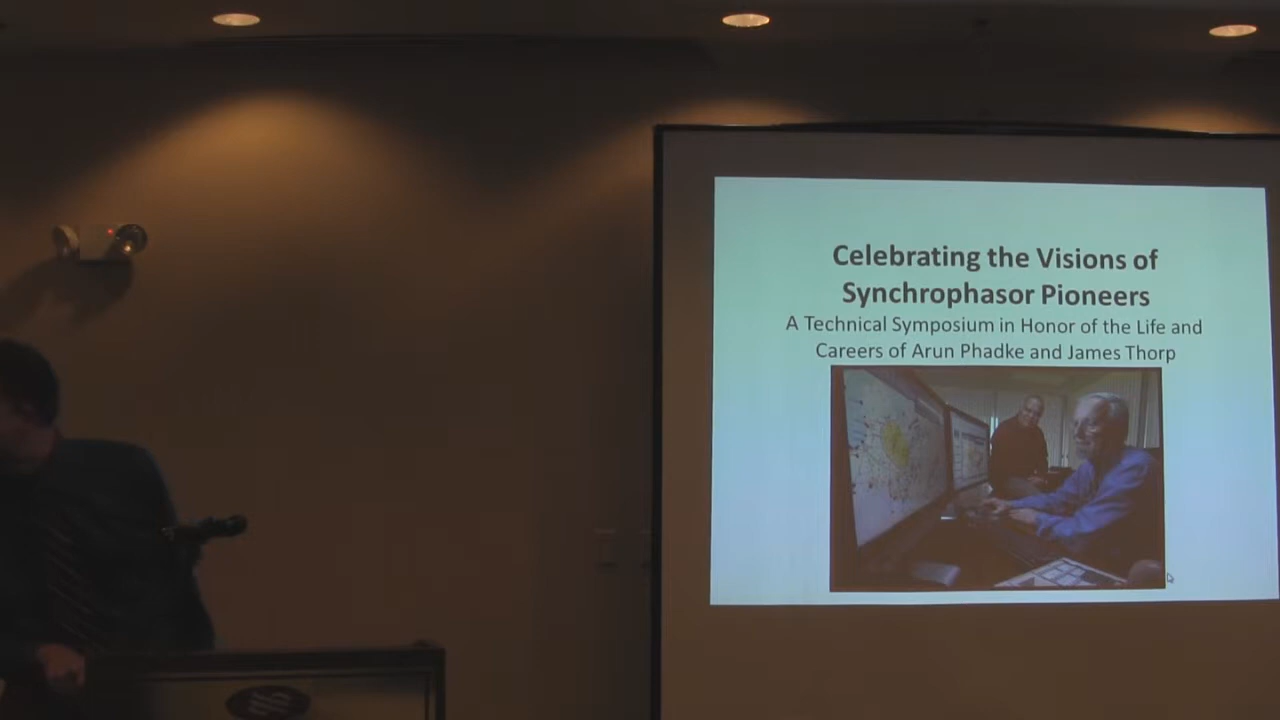 Celebrating the Visions of
Synchrophasor Pioneers
A Technical Symposium in Honor of the Life and
Careers of Arun Phadke and James Thorp